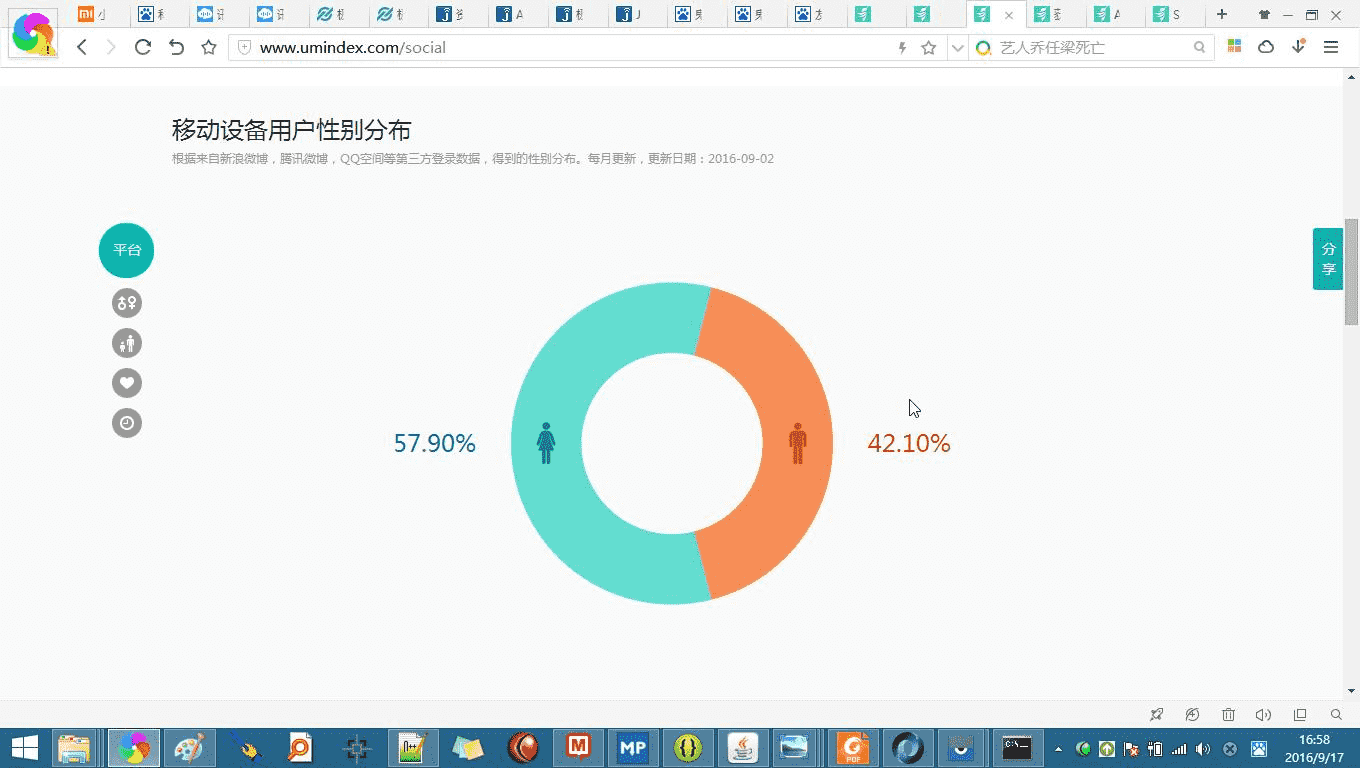 www.umindex.com/social
艺人乔任梁死亡
移动设备用户性别分布
根据来自新浪微博，腾讯微博，QQ空间等第三方登录数据，得到的性别分布。每月更新，更新日期：2016-09-02
平台
分
享
57.90%
42.10%
MP
PDF
16:58
2016/9/17